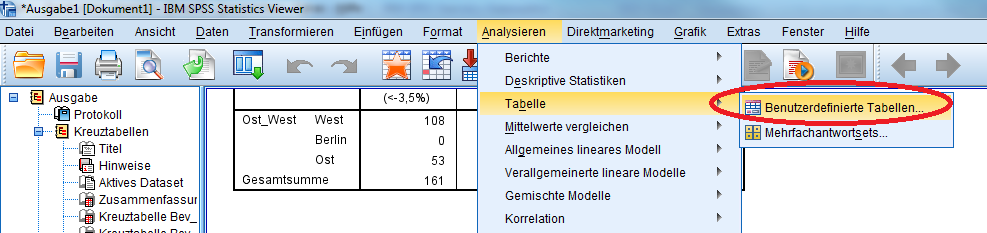 *Ausgabe1 [Dokument1] - IBM SPSS Statistics Viewer
Datei Bearbeiten Ansicht Daten Transformieren Einfügen Format Analysieren Direktmarketing Grafik Extras Fenster Hilfe
Ausgabe
Protokoll
Kreuztabellen
Titel
Hinweise
Aktives Dataset
Zusammenfassun
Kreuztabelle Bev_
Kreuztabelle Bev_
(<-3,5%)
Ost_West West 108
Berlin 0
Ost 53
Gesamtsumme 161
Berichte
Deskriptive Statistiken
Tabelle
Mittelwerte vergleichen
Allgemeines lineares Modell
Verallgemeinerte lineare Modelle
Gemischte Modelle
Korrelation
Benutzerdefinierte Tabellen...
Mehrfachantwortsets...